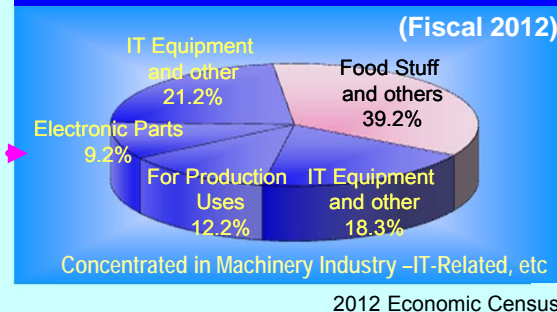 (Fiscal 2012)
IT Equipment
and other
21.2%
Food Stuff
and others
39.2%
Electronic Parts
9.2%
For Production
Uses
12.2%
IT Equipment
and other
18.3%
Concentrated in Machinery Industry –IT-Related, etc
2012 Economic Census